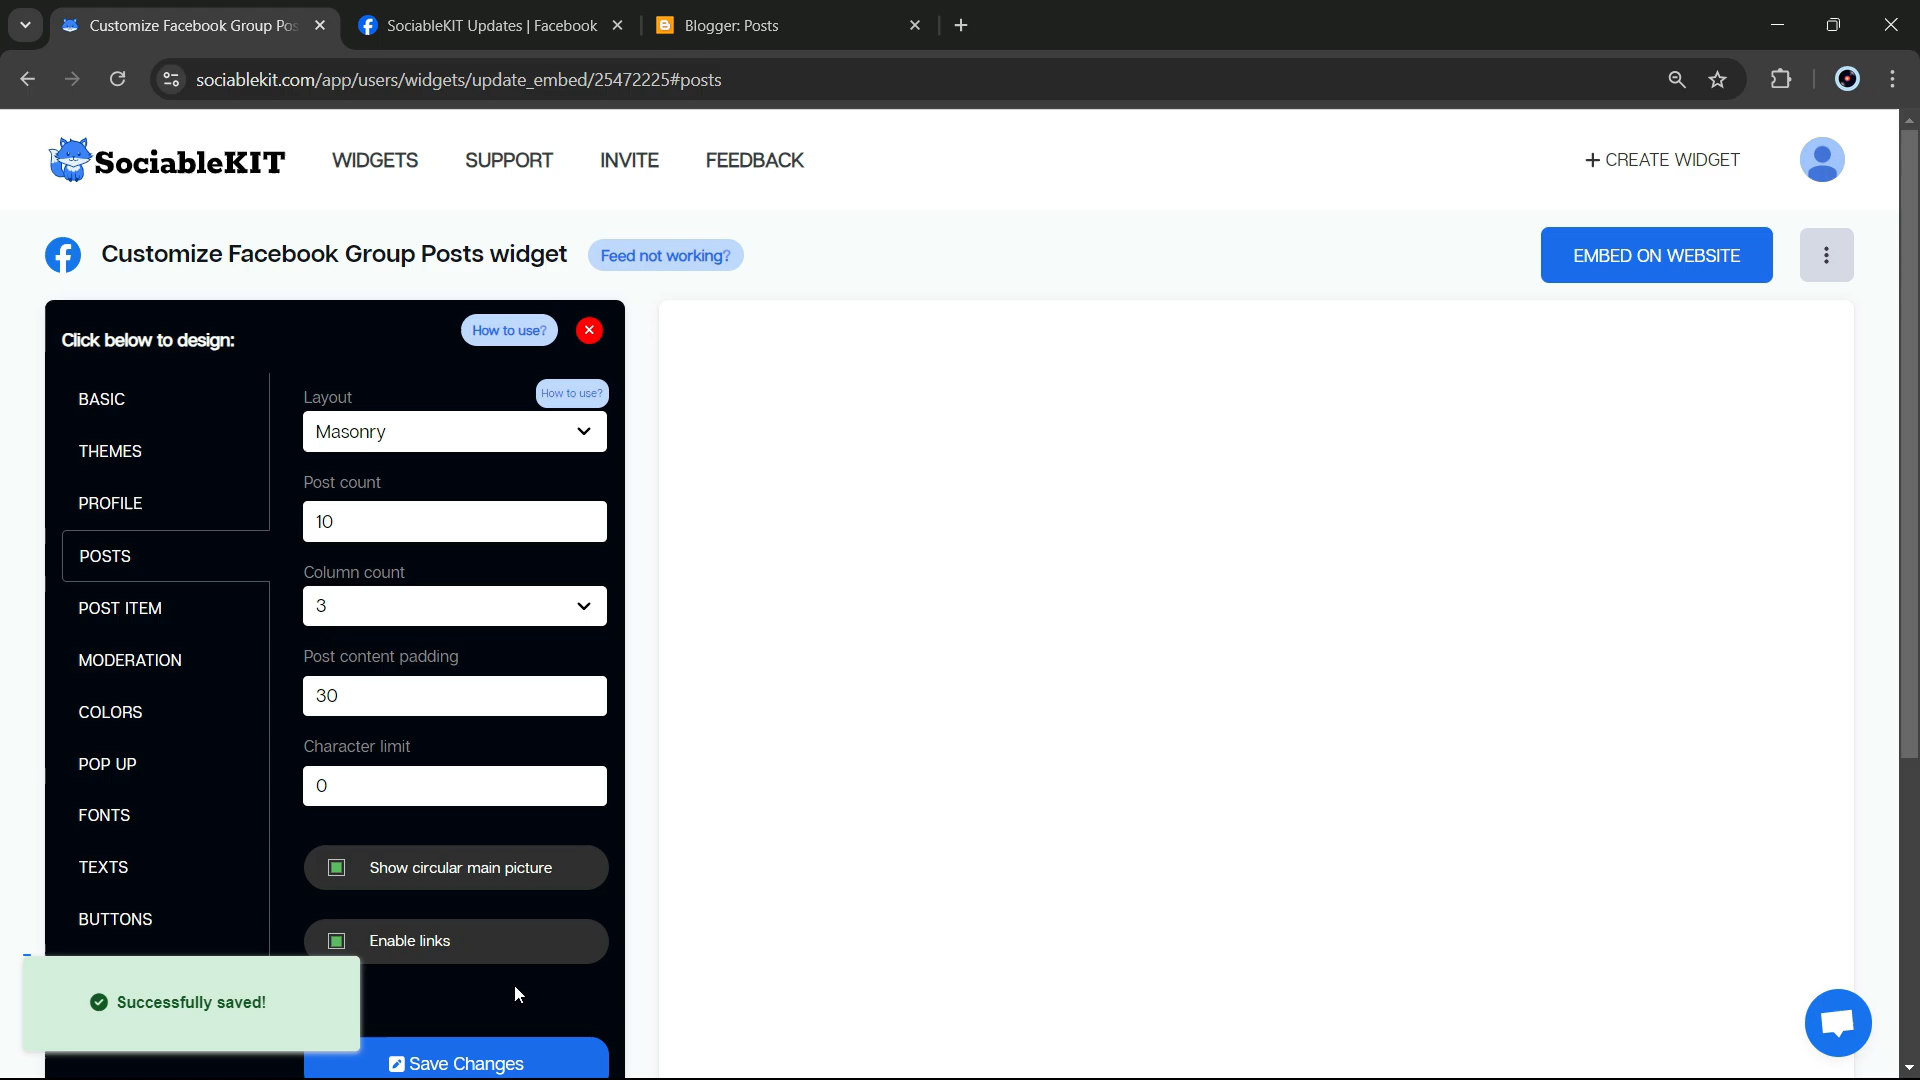 Customize Facebook Group Pos
SociableKIT Updates | Facebook
Blogger: Posts
sociablekit.com/app/users/widgets/update_embed/25472225#posts
SociableKIT
WIDGETS
SUPPORT
INVITE
FEEDBACK
+ CREATE WIDGET
Customize Facebook Group Posts widget
Feed not working?
EMBED ON WEBSITE
Click below to design:
How to use?
BASIC
THEMES
PROFILE
POSTS
POST ITEM
MODERATION
COLORS
POP UP
FONTS
TEXTS
BUTTONS
Layout
How to use?
Masonry
Post count
10
Column count
3
Post content padding
30
Character limit
0
Show circular main picture
Enable links
Successfully saved!
Save Changes